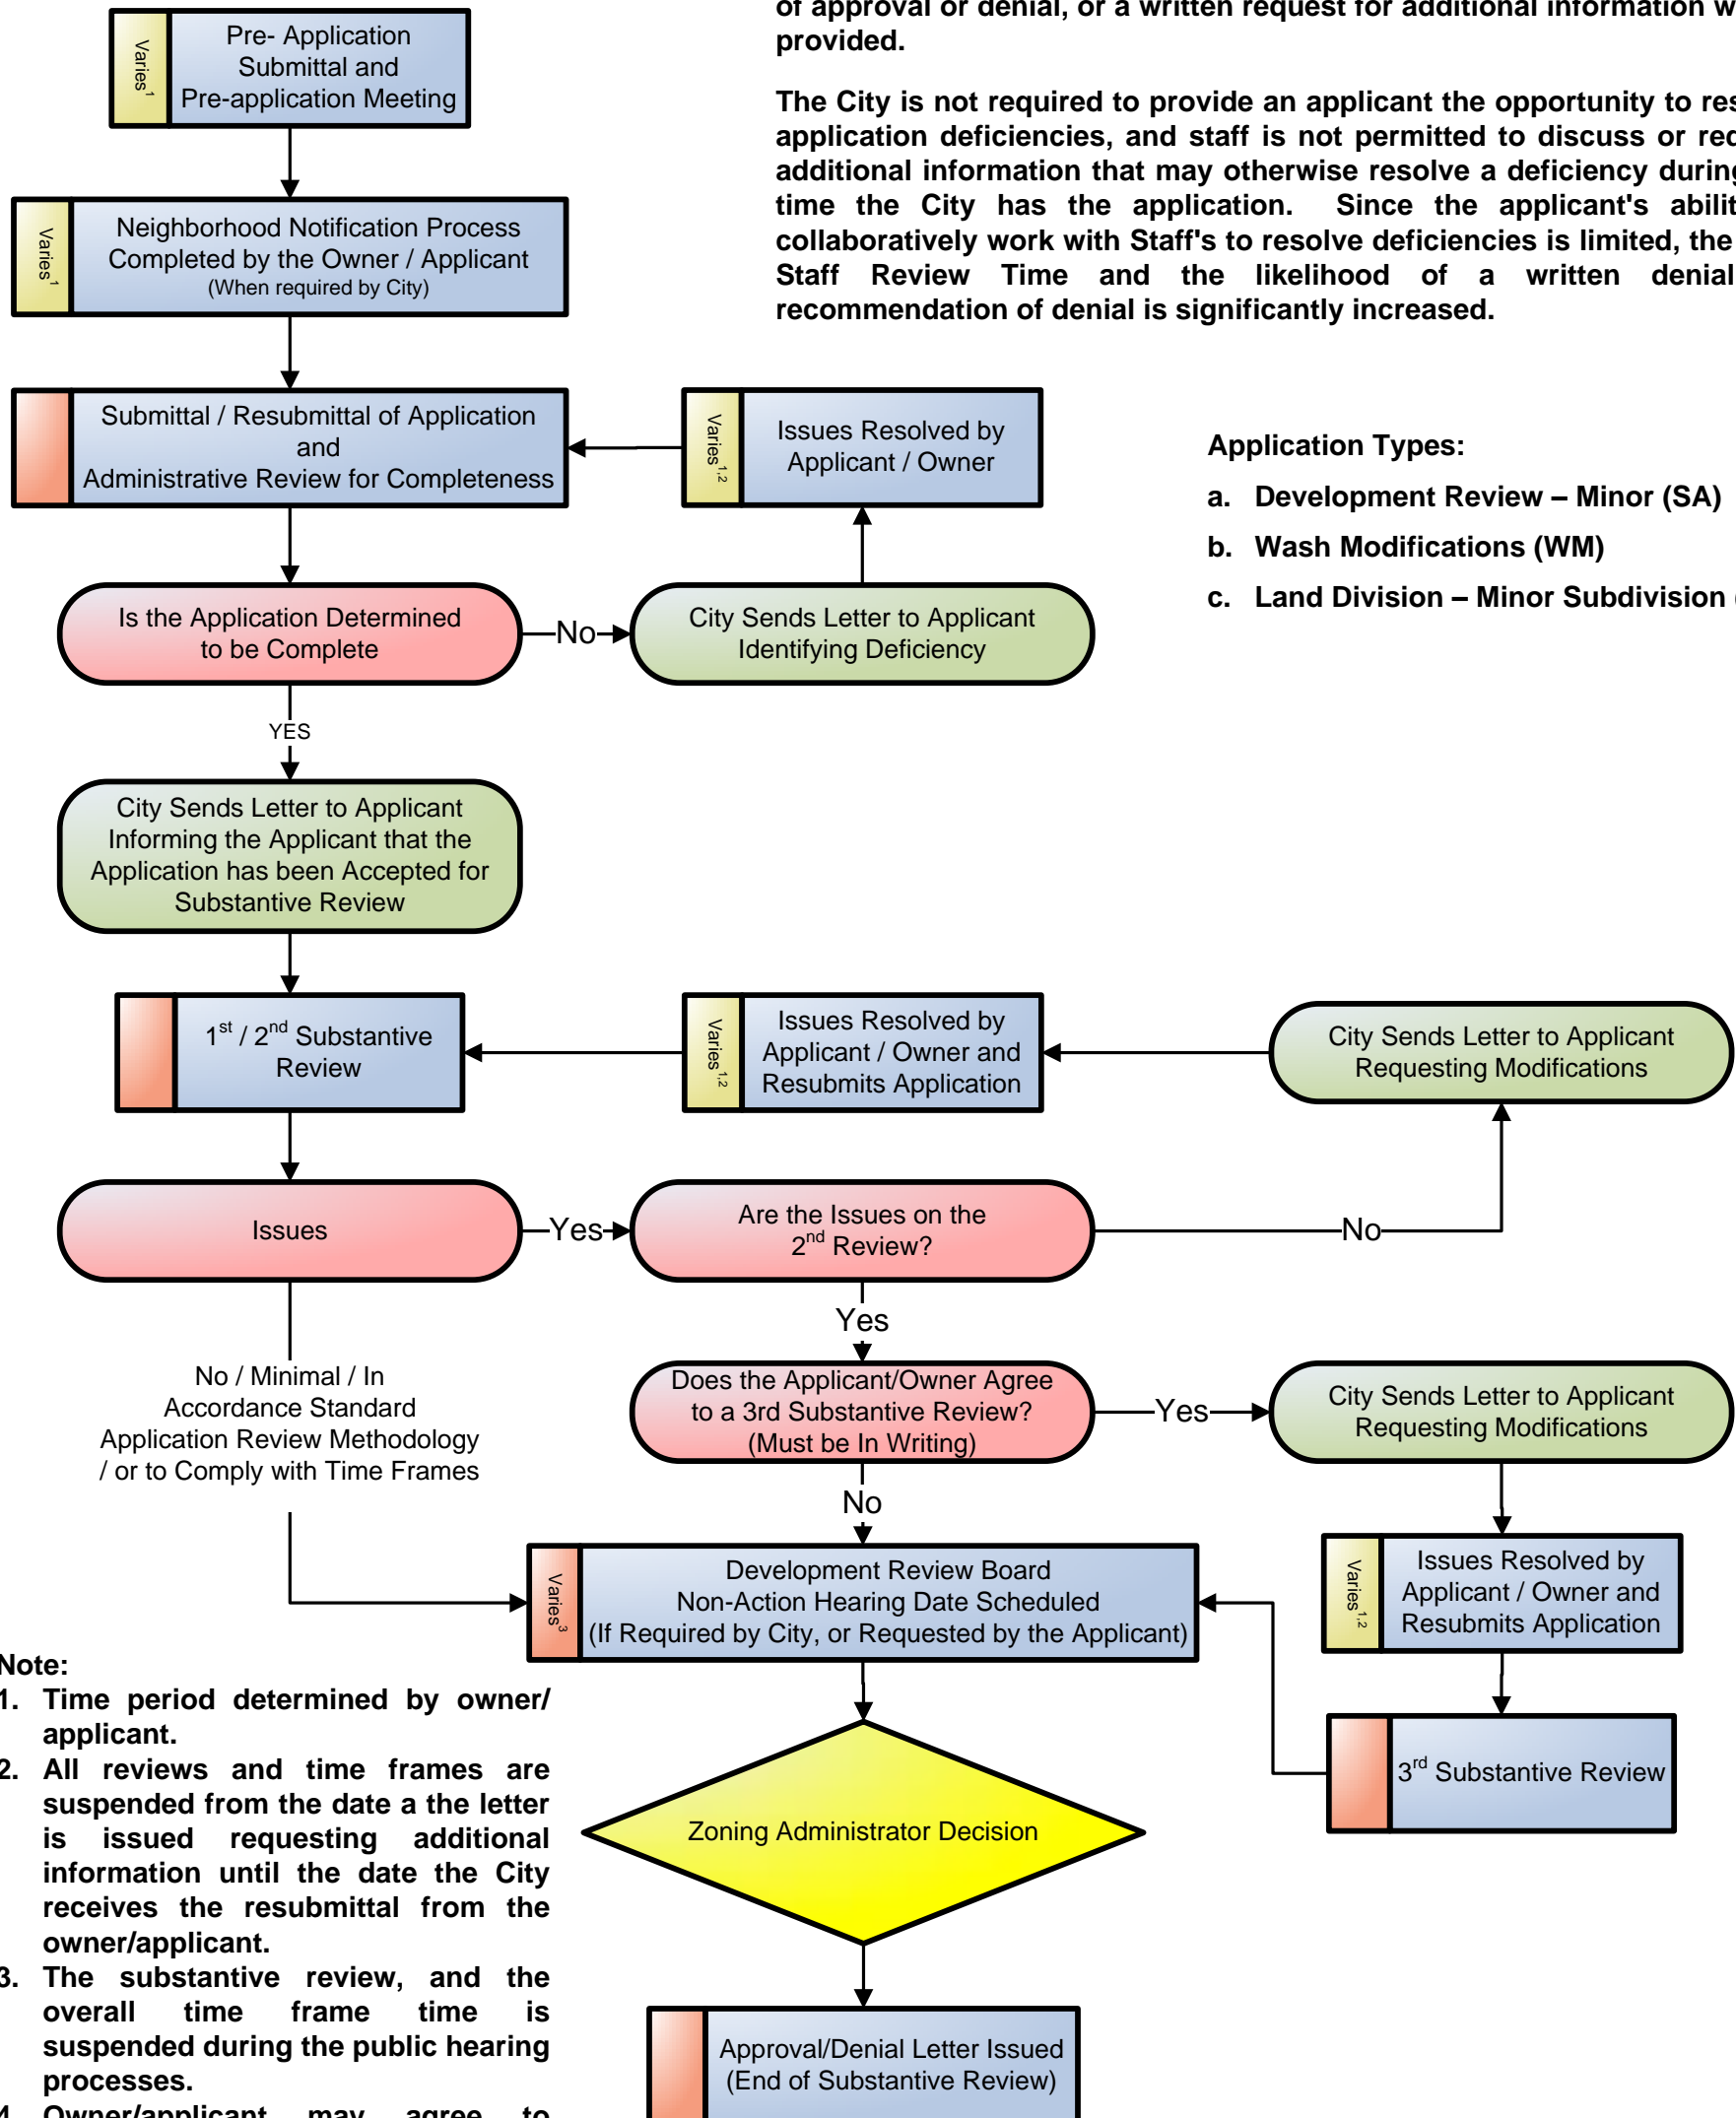 of approval or denial, or a written request for additional information
provided.
The City is not required to provide an applicant the opportunity to
application deficiencies, and staff is not permitted to discuss or
additional information that may otherwise resolve a deficiency during
time the City has the application. Since the applicant's
collaboratively work with Staff's to resolve deficiencies is limited, the
Staff Review Time and the likelihood of a written denial
recommendation of denial is significantly increased.
Varies1
Pre- Application
Submittal and
Pre-application Meeting
Varies1
Neighborhood Notification Process
Completed by the Owner / Applicant
(When required by City)
Submittal / Resubmittal of Application
and
Administrative Review for Completeness
Varies1,2
Issues Resolved by
Applicant / Owner
Application Types:
a. Development Review – Minor (SA)
b. Wash Modifications (WM)
c. Land Division – Minor Subdivision
Is the Application Determined
to be Complete
No
City Sends Letter to Applicant
Identifying Deficiency
YES
City Sends Letter to Applicant
Informing the Applicant that the
Application has been Accepted for
Substantive Review
1st / 2nd Substantive
Review
Varies1,2
Issues Resolved by
Applicant / Owner and
Resubmits Application
City Sends Letter to Applicant
Requesting Modifications
Issues
Yes
Are the Issues on the
2nd Review?
No
Yes
No / Minimal / In
Accordance Standard
Application Review Methodology
/ or to Comply with Time Frames
Does the Applicant/Owner Agree
to a 3rd Substantive Review?
(Must be In Writing)
Yes
City Sends Letter to Applicant
Requesting Modifications
No
Varies3
Development Review Board
Non-Action Hearing Date Scheduled
(If Required by City, or Requested by the Applicant)
Varies1,2
Issues Resolved by
Applicant / Owner and
Resubmits Application
3rd Substantive Review
Zoning Administrator Decision
Approval/Denial Letter Issued
(End of Substantive Review)
Note:
1. Time period determined by owner/
applicant.
2. All reviews and time frames are
suspended from the date a the letter
is issued requesting additional
information until the date the City
receives the resubmittal from the
owner/applicant.
3. The substantive review, and the
overall time frame time is
suspended during the public hearing
processes.
4. Owner/applicant may agree to